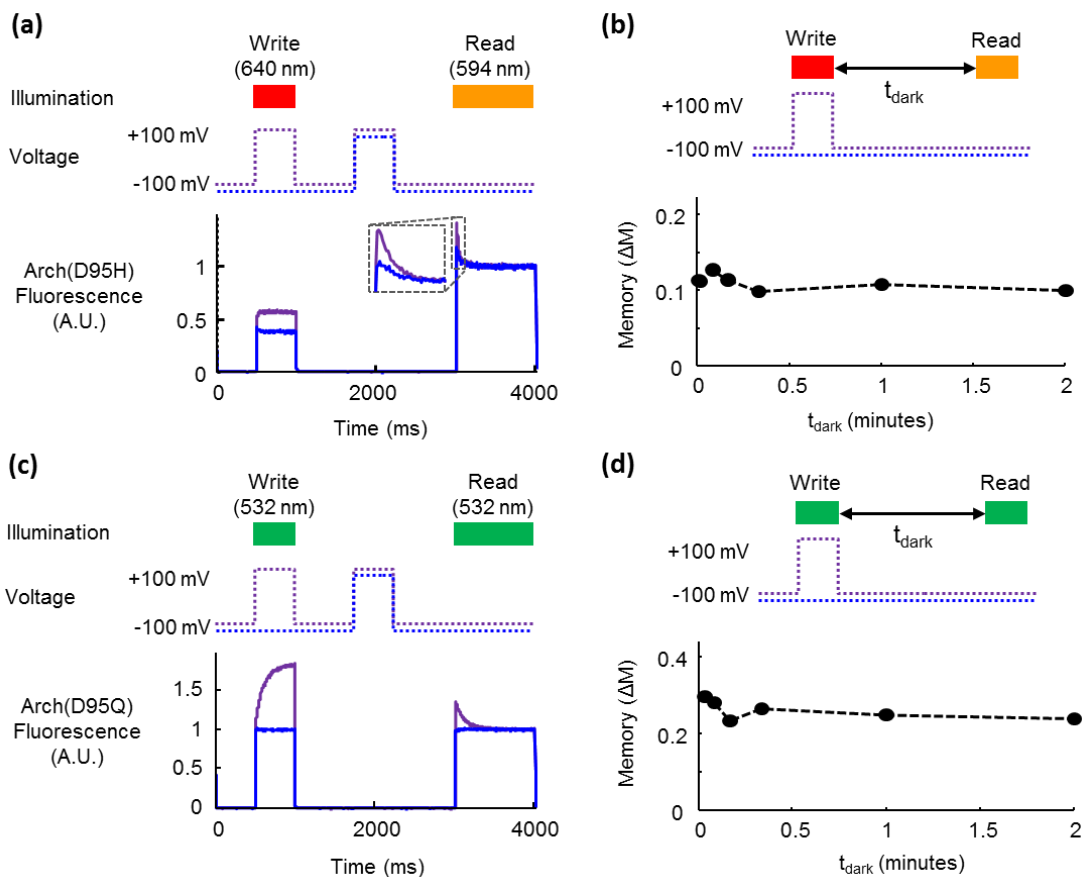 (a)
Write
(640 nm)
Read
(594 nm)
Illumination
+100 mV
Voltage
-100 mV
Arch(D95H)
Fluorescence
(A.U.)
1
0.5
0
0
2000
4000
Time (ms)
(b)
Write
Read
tdark
+100 mV
-100 mV
Memory (ΔM)
0.2
0.1
0
0
0.5
1
1.5
2
tdark (minutes)
(c)
Write
(532 nm)
Read
(532 nm)
Illumination
+100 mV
Voltage
-100 mV
Arch(D95Q)
Fluorescence
(A.U.)
1.5
1
0.5
0
0
2000
4000
Time (ms)
(d)
Write
Read
tdark
+100 mV
-100 mV
Memory (ΔM)
0.4
0.2
0
0
0.5
1
1.5
2
tdark (minutes)